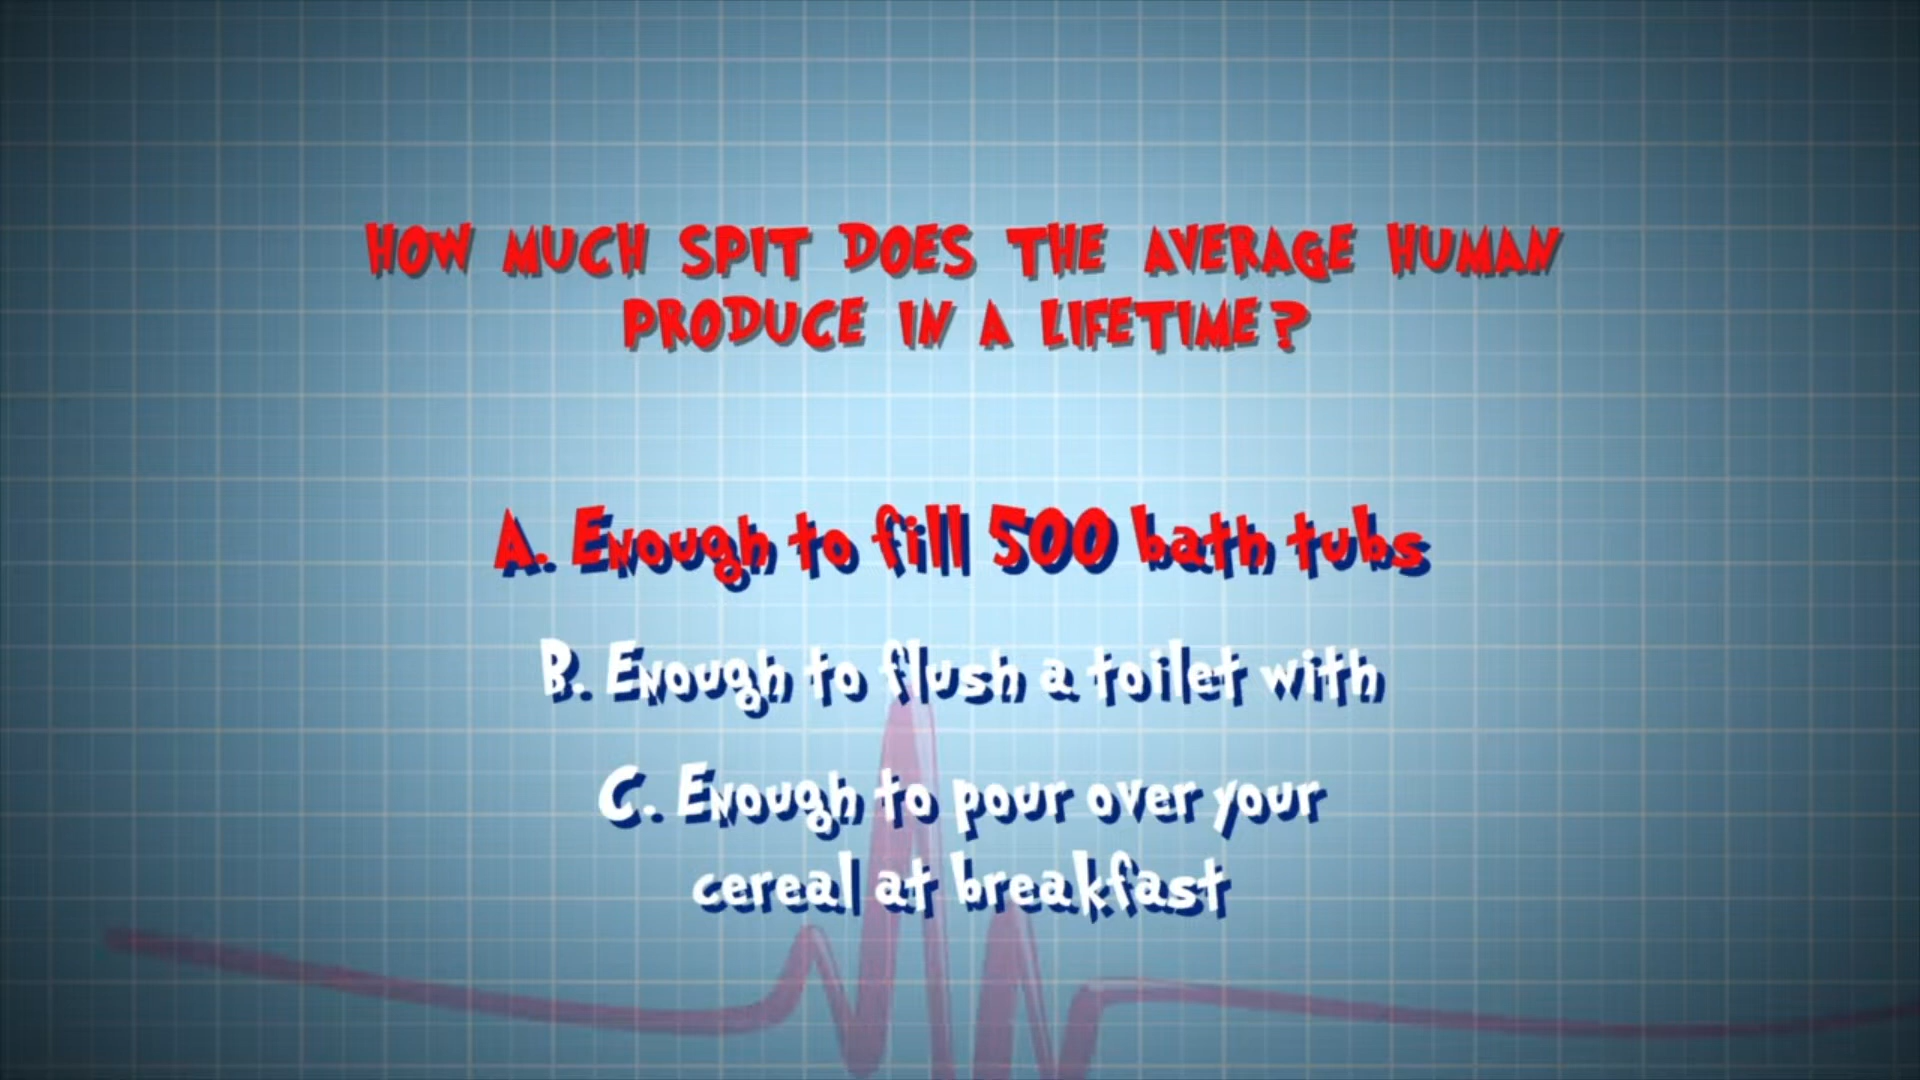 HOW MUCH SPIT DOES THE AVERAGE HUMAN
PRODUCE IN A LIFETIME?
A. Enough to fill 500 bath tubs
B. Enough to flush a toilet with
C. Enough to pour over your
cereal at breakfast